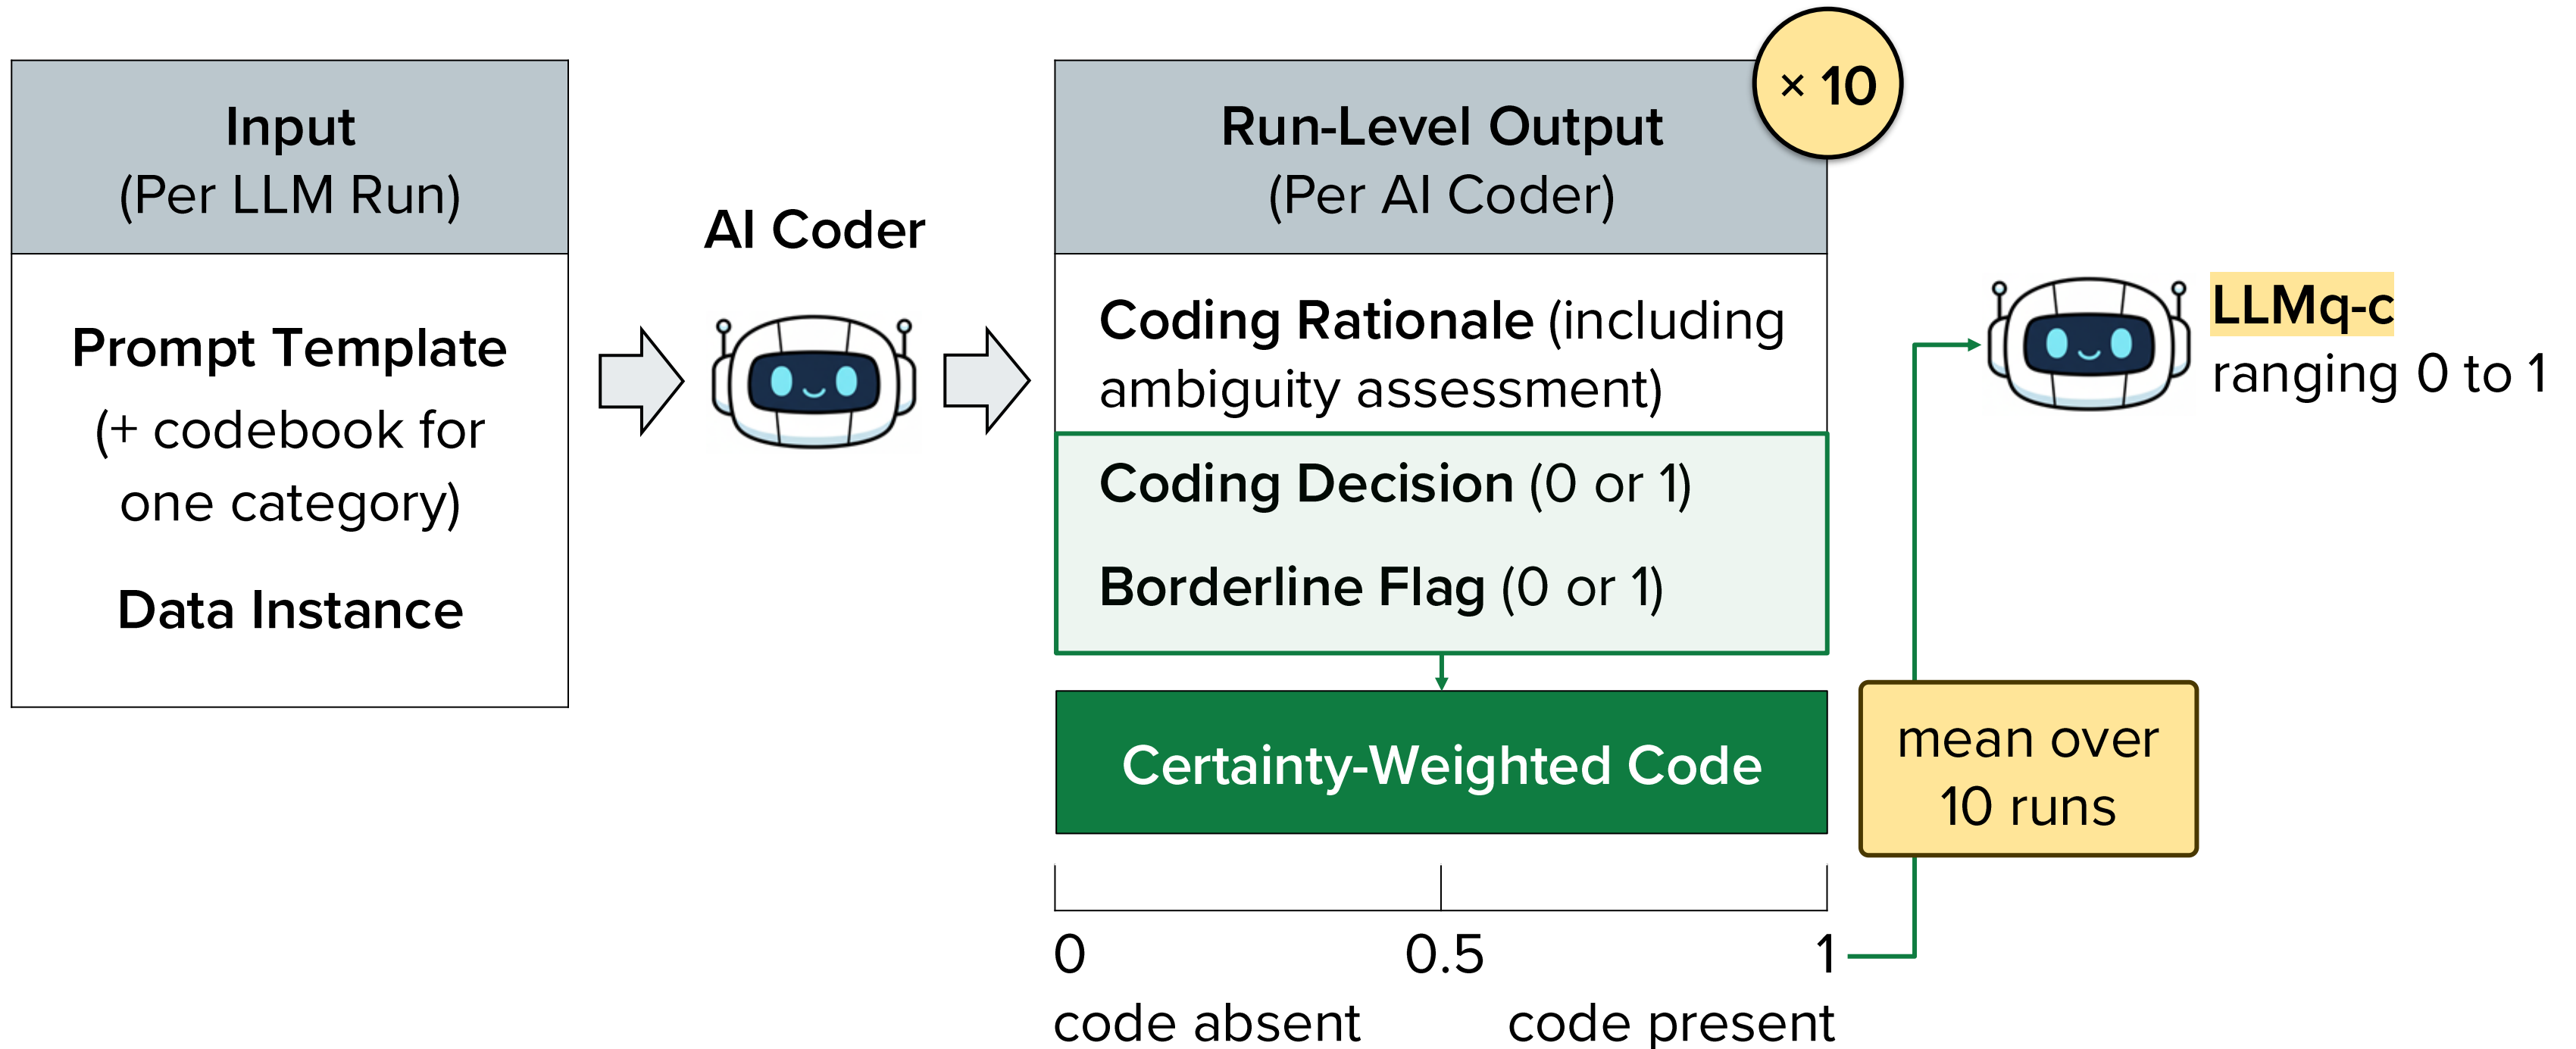 Input
(Per LLM Run)
Prompt Template
(+ codebook for
one category)
Data Instance
AI Coder
Run-Level Output
(Per AI Coder)
× 10
Coding Rationale (including
ambiguity assessment)
Coding Decision (0 or 1)
Borderline Flag (0 or 1)
Certainty-Weighted Code
0
0.5
1
code absent
code present
mean over
10 runs
LLMq-c
ranging 0 to 1